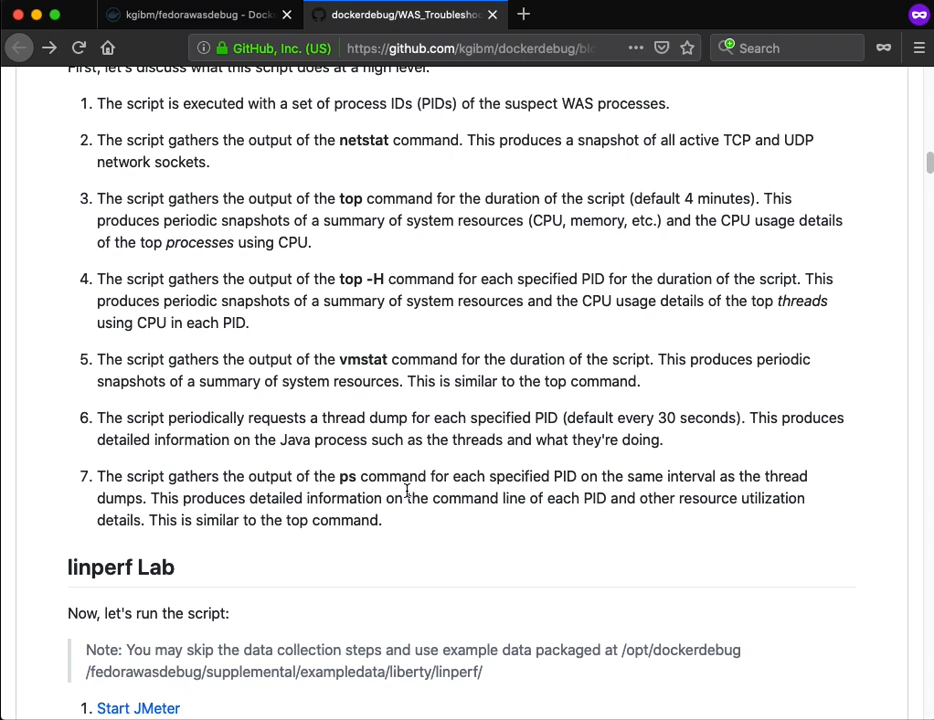 kgibm/fedorawasdebug - Dock
dockerdebug/WAS_Troublesho
GitHub, Inc. (US)
https://github.com/kgibm/dockerdebug/blo
Search
First, let's discuss what this script does at a high level.
1. The script is executed with a set of process IDs (PIDs) of the suspect WAS processes.
2. The script gathers the output of the netstat command. This produces a snapshot of all active TCP and UDP
network sockets.
3. The script gathers the output of the top command for the duration of the script (default 4 minutes). This
produces periodic snapshots of a summary of system resources (CPU, memory, etc.) and the CPU usage details
of the top processes using CPU.
4. The script gathers the output of the top -H command for each specified PID for the duration of the script. This
produces periodic snapshots of a summary of system resources and the CPU usage details of the top threads
using CPU in each PID.
5. The script gathers the output of the vmstat command for the duration of the script. This produces periodic
snapshots of a summary of system resources. This is similar to the top command.
6. The script periodically requests a thread dump for each specified PID (default every 30 seconds). This produces
detailed information on the Java process such as the threads and what they're doing.
7. The script gathers the output of the ps command for each specified PID on the same interval as the thread
dumps. This produces detailed information on the command line of each PID and other resource utilization
details. This is similar to the top command.
linperf Lab
Now, let's run the script:
Note: You may skip the data collection steps and use example data packaged at /opt/dockerdebug
/fedorawasdebug/supplemental/exampledata/liberty/linperf/
1. Start JMeter